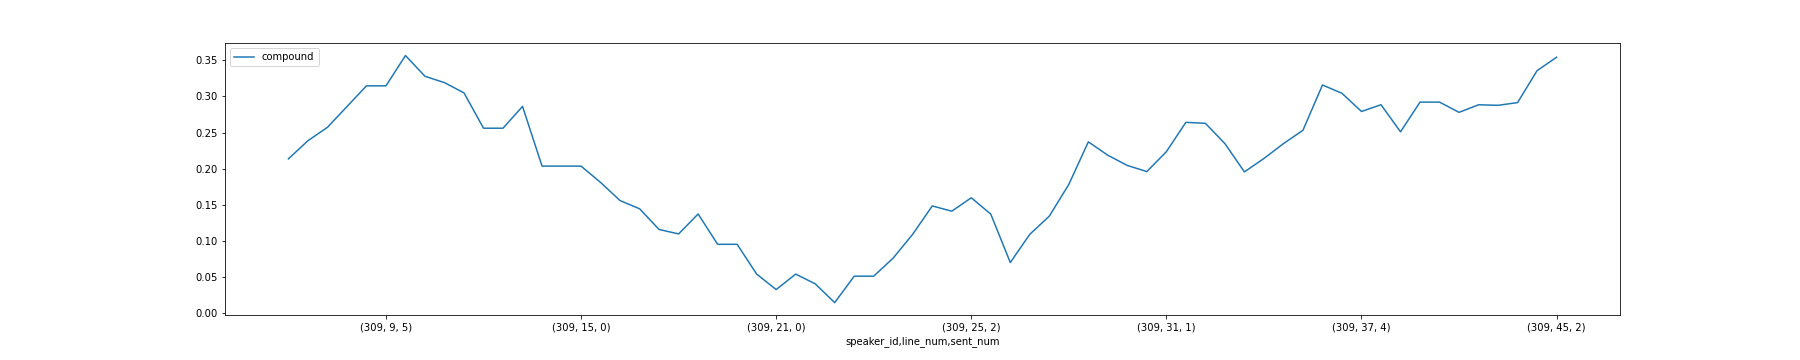 compound
0.35
0.30
0.25
0.20
0.15
0.10
0.05
0.00
(309, 9, 5) (309, 15, 0) (309, 21, 0) (309, 25, 2) (309, 31, 1) (309, 37, 4) (309, 45, 2)
speaker_id,line_num,sent_num